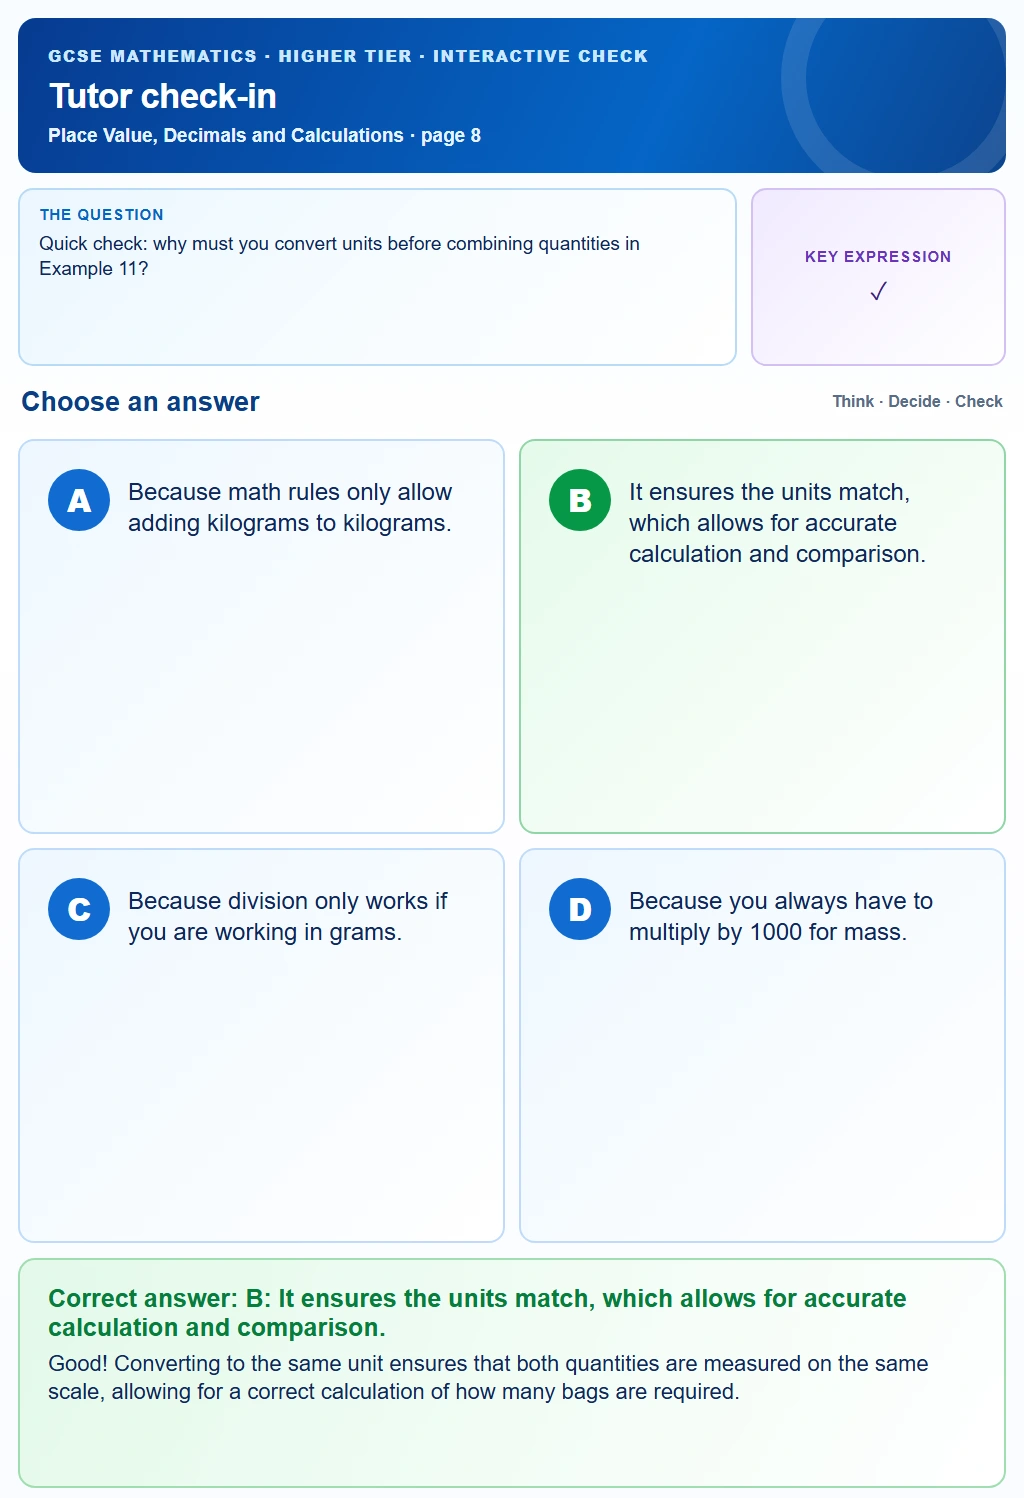 GCSE MATHEMATICS · HIGHER TIER · INTERACTIVE CHECK
Tutor check-in
Place Value, Decimals and Calculations · page 8
THE QUESTION
Quick check: why must you convert units before combining quantities in
Example 11?
KEY EXPRESSION
✓
Choose an answer
Think · Decide · Check
A
Because math rules only allow
adding kilograms to kilograms.
B
It ensures the units match,
which allows for accurate
calculation and comparison.
C
Because division only works if
you are working in grams.
D
Because you always have to
multiply by 1000 for mass.
Correct answer: B: It ensures the units match, which allows for accurate
calculation and comparison.
Good! Converting to the same unit ensures that both quantities are measured on the same
scale, allowing for a correct calculation of how many bags are required.